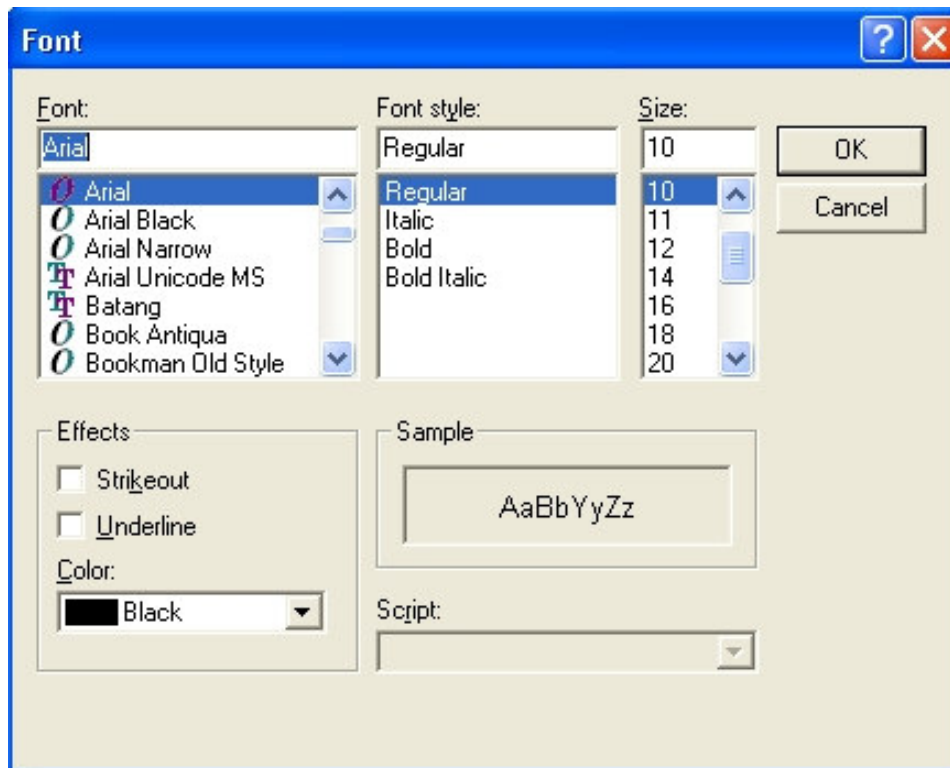 Font
Font:
Arial
Arial
Arial Black
Arial Narrow
Arial Unicode MS
Batang
Book Antiqua
Bookman Old Style
Font style:
Regular
Regular
Italic
Bold
Bold Italic
Size:
10
10
11
12
14
16
18
20
OK
Cancel
Effects
Strikeout
Underline
Color:
Black
Sample
AaBbYyZz
Script: